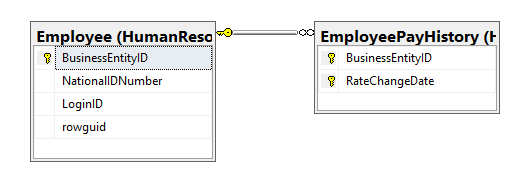 Employee (HumanReso
BusinessEntityID
NationalIDNumber
LoginID
rowguid
EmployeePayHistory (H
BusinessEntityID
RateChangeDate